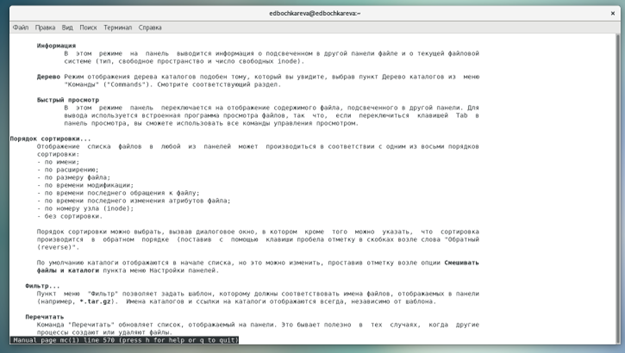 edbochkareva@edbochkareva:~
Файл Правка Вид Поиск Терминал Справка
Информация
В этом режиме на панель выводится информация о подсвеченном в другой панели файле и о текущей файловой
системе (тип, свободное пространство и число свободных inode).
Дерево Режим отображения дерева каталогов подобен тому, который вы увидите, выбрав пункт Дерево каталогов из меню
"Команды" ("Commands"). Смотрите соответствующий раздел.
Быстрый просмотр
В этом режиме панель переключается на отображение содержимого файла, подсвеченного в другой панели. Для
вывода используется встроенная программа просмотра файлов, так что, если переключиться клавишей Tab в
панель просмотра, вы сможете использовать все команды управления просмотром.
Порядок сортировки...
Отображение списка файлов в любой из панелей может производиться в соответствии с одним из восьми порядков
сортировки:
- по имени;
- по расширению;
- по размеру файла;
- по времени модификации;
- по времени последнего обращения к файлу;
- по времени последнего изменения атрибутов файла;
- по номеру узла (inode);
- без сортировки.
Порядок сортировки можно выбрать, вызвав диалоговое окно, в котором кроме того можно указать, что сортировка
производится в обратном порядке (поставив с помощью клавиши пробела отметку в скобках возле слова "Обратный
(reverse)".
По умолчанию каталоги отображаются в начале списка, но это можно изменить, проставив отметку возле опции Смешивать
файлы и каталоги пункта меню Настройки панелей.
Фильтр...
Пункт меню "Фильтр" позволяет задать шаблон, которому должны соответствовать имена файлов, отображаемых в панели
(например, *.tar.gz). Имена каталогов и ссылки на каталоги отображаются всегда, независимо от шаблона.
Перечитать
Команда "Перечитать" обновляет список, отображаемый на панели. Это бывает полезно в тех случаях, когда другие
процессы создают или удаляют файлы.
Manual page mc(1) line 570 (press h for help or q to quit)